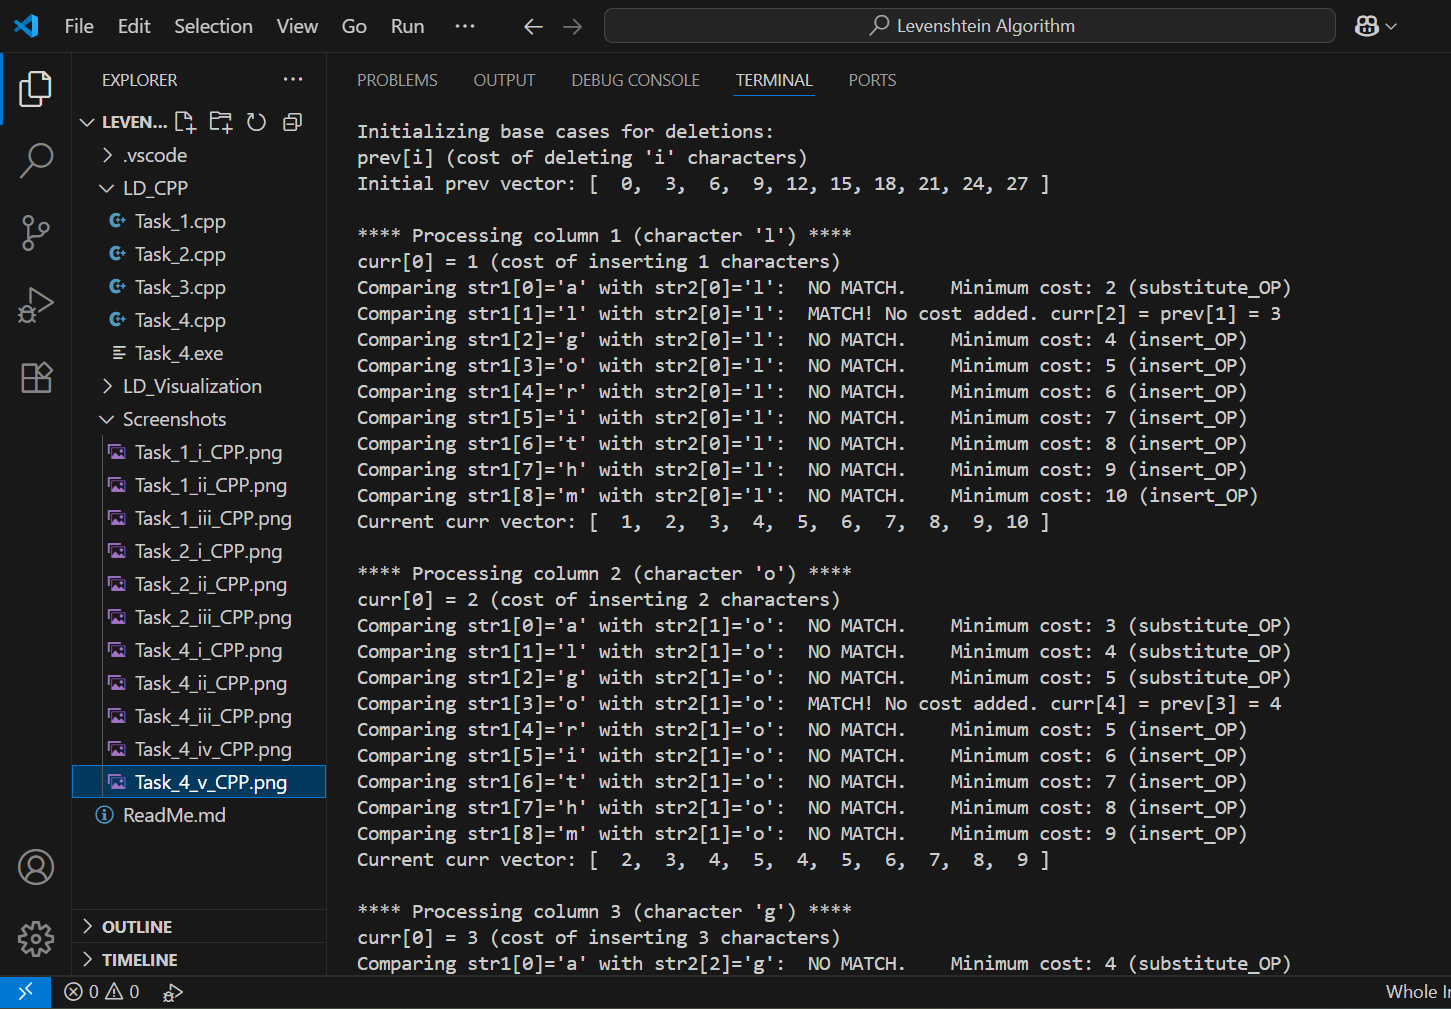 File Edit Selection View Go Run ··· Levenshtein Algorithm
EXPLORER ···
LEVEN...
.vscode
LD_CPP
Task_1.cpp
Task_2.cpp
Task_3.cpp
Task_4.cpp
Task_4.exe
LD_Visualization
Screenshots
Task_1_i_CPP.png
Task_1_ii_CPP.png
Task_1_iii_CPP.png
Task_2_i_CPP.png
Task_2_ii_CPP.png
Task_2_iii_CPP.png
Task_4_i_CPP.png
Task_4_ii_CPP.png
Task_4_iii_CPP.png
Task_4_iv_CPP.png
Task_4_v_CPP.png
ReadMe.md
OUTLINE
TIMELINE
PROBLEMS OUTPUT DEBUG CONSOLE TERMINAL PORTS
Initializing base cases for deletions:
prev[i] (cost of deleting 'i' characters)
Initial prev vector: [  0,  3,  6,  9, 12, 15, 18, 21, 24, 27 ]
**** Processing column 1 (character 'l') ****
curr[0] = 1 (cost of inserting 1 characters)
Comparing str1[0]='a' with str2[0]='l':  NO MATCH.    Minimum cost: 2 (substitute_OP)
Comparing str1[1]='l' with str2[0]='l':  MATCH! No cost added. curr[2] = prev[1] = 3
Comparing str1[2]='g' with str2[0]='l':  NO MATCH.    Minimum cost: 4 (insert_OP)
Comparing str1[3]='o' with str2[0]='l':  NO MATCH.    Minimum cost: 5 (insert_OP)
Comparing str1[4]='r' with str2[0]='l':  NO MATCH.    Minimum cost: 6 (insert_OP)
Comparing str1[5]='i' with str2[0]='l':  NO MATCH.    Minimum cost: 7 (insert_OP)
Comparing str1[6]='t' with str2[0]='l':  NO MATCH.    Minimum cost: 8 (insert_OP)
Comparing str1[7]='h' with str2[0]='l':  NO MATCH.    Minimum cost: 9 (insert_OP)
Comparing str1[8]='m' with str2[0]='l':  NO MATCH.    Minimum cost: 10 (insert_OP)
Current curr vector: [  1,  2,  3,  4,  5,  6,  7,  8,  9, 10 ]
**** Processing column 2 (character 'o') ****
curr[0] = 2 (cost of inserting 2 characters)
Comparing str1[0]='a' with str2[1]='o':  NO MATCH.    Minimum cost: 3 (substitute_OP)
Comparing str1[1]='l' with str2[1]='o':  NO MATCH.    Minimum cost: 4 (substitute_OP)
Comparing str1[2]='g' with str2[1]='o':  NO MATCH.    Minimum cost: 5 (substitute_OP)
Comparing str1[3]='o' with str2[1]='o':  MATCH! No cost added. curr[4] = prev[3] = 4
Comparing str1[4]='r' with str2[1]='o':  NO MATCH.    Minimum cost: 5 (insert_OP)
Comparing str1[5]='i' with str2[1]='o':  NO MATCH.    Minimum cost: 6 (insert_OP)
Comparing str1[6]='t' with str2[1]='o':  NO MATCH.    Minimum cost: 7 (insert_OP)
Comparing str1[7]='h' with str2[1]='o':  NO MATCH.    Minimum cost: 8 (insert_OP)
Comparing str1[8]='m' with str2[1]='o':  NO MATCH.    Minimum cost: 9 (insert_OP)
Current curr vector: [  2,  3,  4,  5,  4,  5,  6,  7,  8,  9 ]
**** Processing column 3 (character 'g') ****
curr[0] = 3 (cost of inserting 3 characters)
Comparing str1[0]='a' with str2[2]='g':  NO MATCH.    Minimum cost: 4 (substitute_OP)
0 0 Whole